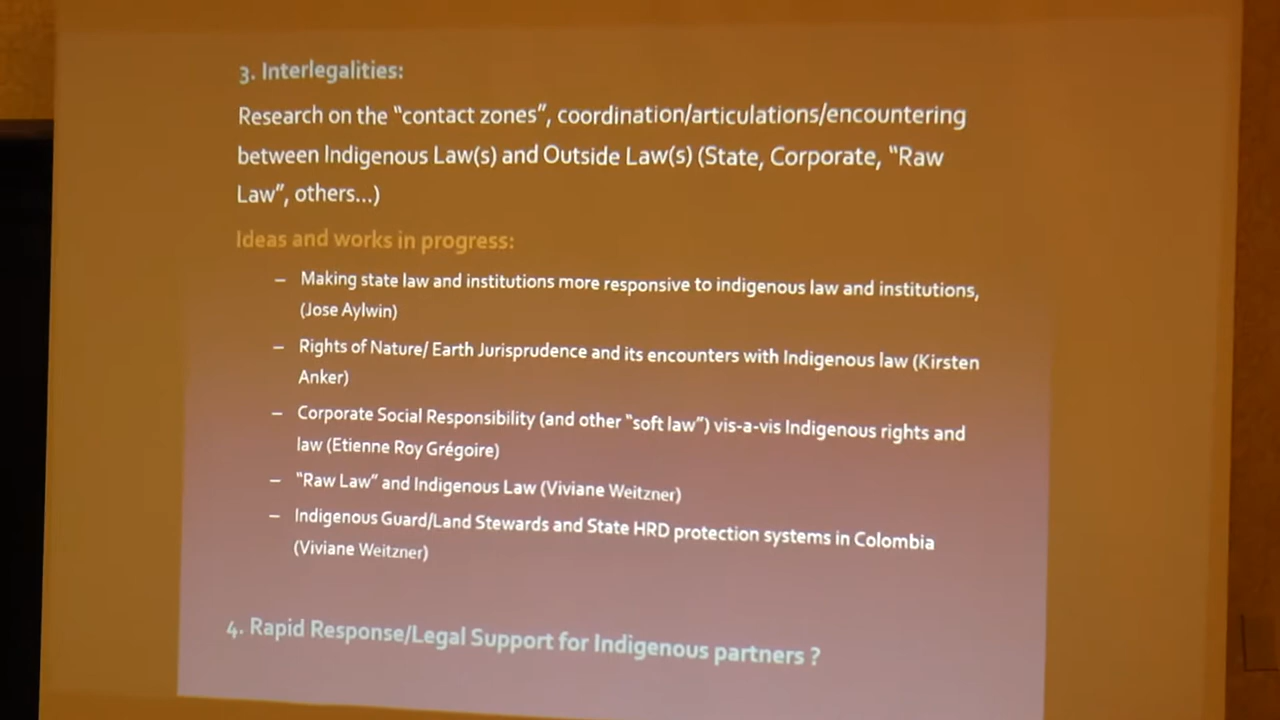 3. Interlegalities:
Research on the “contact zones”, coordination/articulations/encountering
between Indigenous Law(s) and Outside Law(s) (State, Corporate, “Raw
Law”, others...)
Ideas and works in progress:
– Making state law and institutions more responsive to indigenous law and institutions,
(Jose Aylwin)
– Rights of Nature/ Earth Jurisprudence and its encounters with Indigenous law (Kirsten
Anker)
– Corporate Social Responsibility (and other “soft law”) vis-a-vis Indigenous rights and
law (Etienne Roy Grégoire)
– “Raw Law” and Indigenous Law (Viviane Weitzner)
– Indigenous Guard/Land Stewards and State HRD protection systems in Colombia
(Viviane Weitzner)
4. Rapid Response/Legal Support for Indigenous partners ?